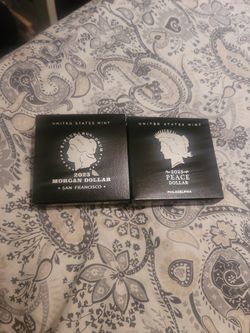 UNITED STATES MINT
2023
MORGAN DOLLAR
• SAN FRANCISCO •
UNITED STATES MINT
2023
PEACE
DOLLAR
PHILADELPHIA